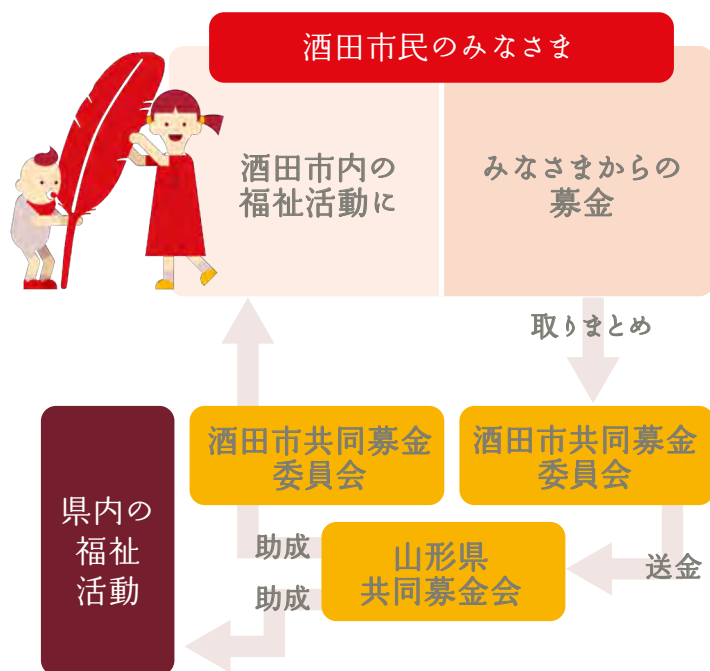 酒田市民のみなさま
酒田市内の
福祉活動に
みなさまからの
募金
取りまとめ
酒田市共同募金
委員会
酒田市共同募金
委員会
県内の
福祉
活動
助成
助成
山形県
共同募金会
送金